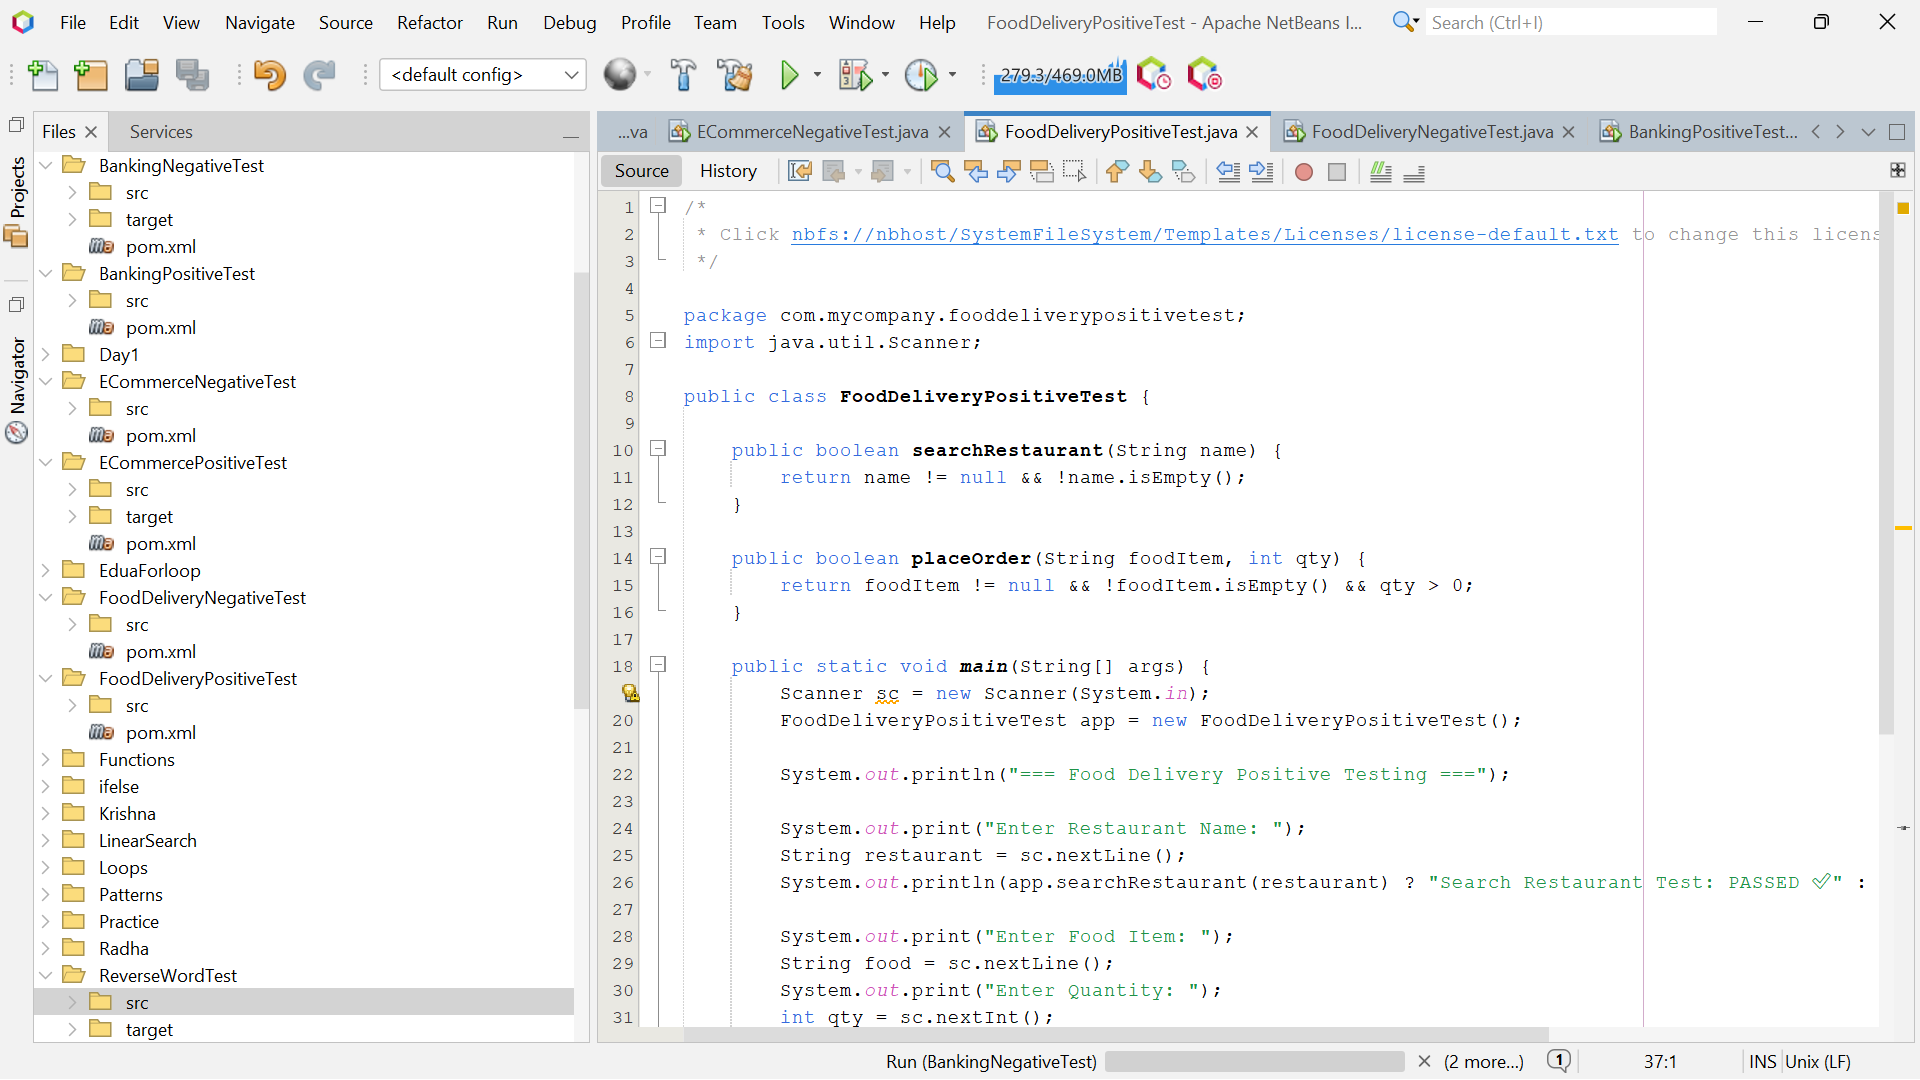 File Edit View Navigate Source Refactor Run Debug Profile Team Tools Window Help FoodDeliveryPositiveTest - Apache NetBeans I... Search (Ctrl+I)
<default config> 279.3/469.0MB
Files Services
Projects
Navigator
BankingNegativeTest
src
target
pom.xml
BankingPositiveTest
src
pom.xml
Day1
ECommerceNegativeTest
src
pom.xml
ECommercePositiveTest
src
target
pom.xml
EduaForloop
FoodDeliveryNegativeTest
src
pom.xml
FoodDeliveryPositiveTest
src
pom.xml
Functions
ifelse
Krishna
LinearSearch
Loops
Patterns
Practice
Radha
ReverseWordTest
src
target
...va ECommerceNegativeTest.java FoodDeliveryPositiveTest.java FoodDeliveryNegativeTest.java BankingPositiveTest...
Source History
1 /*
2 * Click nbfs://nbhost/SystemFileSystem/Templates/Licenses/license-default.txt to change this licens
3 */
4
5 package com.mycompany.fooddeliverypositivetest;
6 import java.util.Scanner;
7
8 public class FoodDeliveryPositiveTest {
9
10 public boolean searchRestaurant(String name) {
11 return name != null && !name.isEmpty();
12 }
13
14 public boolean placeOrder(String foodItem, int qty) {
15 return foodItem != null && !foodItem.isEmpty() && qty > 0;
16 }
17
18 public static void main(String[] args) {
Scanner sc = new Scanner(System.in);
20 FoodDeliveryPositiveTest app = new FoodDeliveryPositiveTest();
21
22 System.out.println("=== Food Delivery Positive Testing ===");
23
24 System.out.print("Enter Restaurant Name: ");
25 String restaurant = sc.nextLine();
26 System.out.println(app.searchRestaurant(restaurant) ? "Search Restaurant Test: PASSED ✅" :
27
28 System.out.print("Enter Food Item: ");
29 String food = sc.nextLine();
30 System.out.print("Enter Quantity: ");
31 int qty = sc.nextInt();
Run (BankingNegativeTest) (2 more...) 1 37:1 INS Unix (LF)